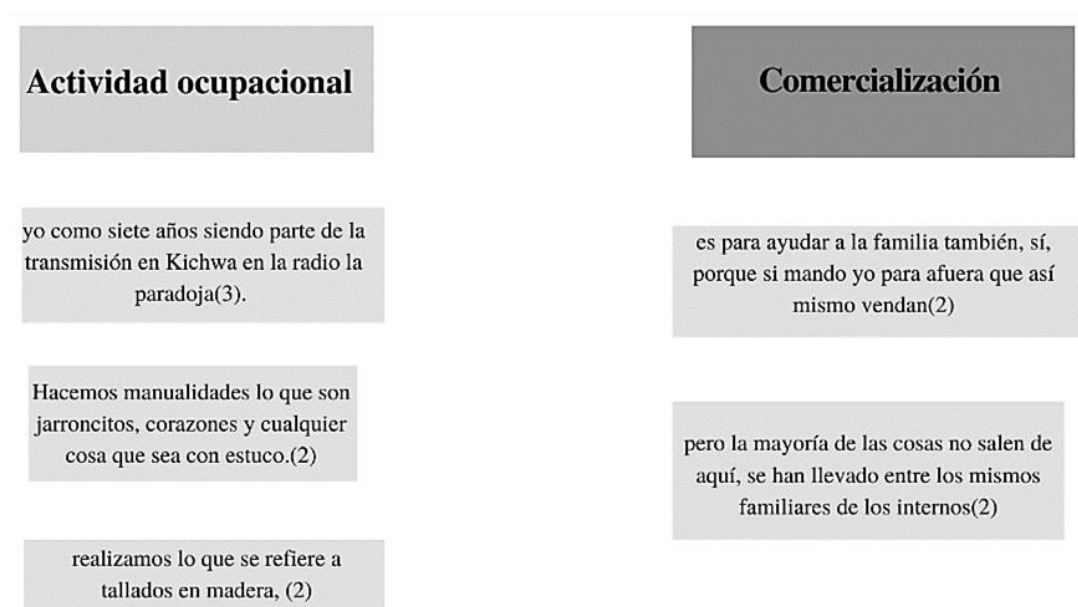 Actividad ocupacional
yo como siete años siendo parte de la
transmisión en Kichwa en la radio la
paradoja(3).
Hacemos manualidades lo que son
jarroncitos, corazones y cualquier
cosa que sea con estuco.(2)
realizamos lo que se refiere a
tallados en madera, (2)
Comercialización
es para ayudar a la familia también, sí,
porque si mando yo para afuera que así
mismo vendan(2)
pero la mayoría de las cosas no salen de
aquí, se han llevado entre los mismos
familiares de los internos(2)